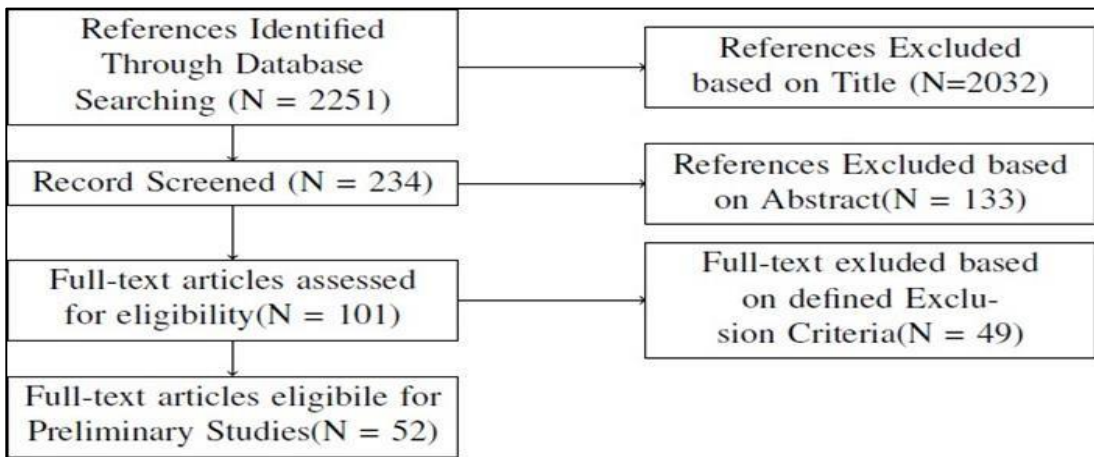 References Identified
Through Database
Searching (N = 2251)
References Excluded
based on Title (N=2032)
Record Screened (N = 234)
References Excluded based
on Abstract(N = 133)
Full-text articles assessed
for eligibility(N = 101)
Full-text exluded based
on defined Exclu-
sion Criteria(N = 49)
Full-text articles eligibile for
Preliminary Studies(N = 52)